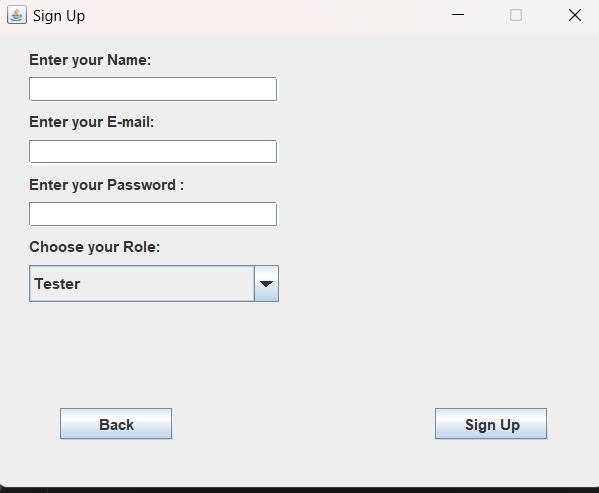 Sign Up
Enter your Name:
Enter your E-mail:
Enter your Password :
Choose your Role:
Tester
Back
Sign Up